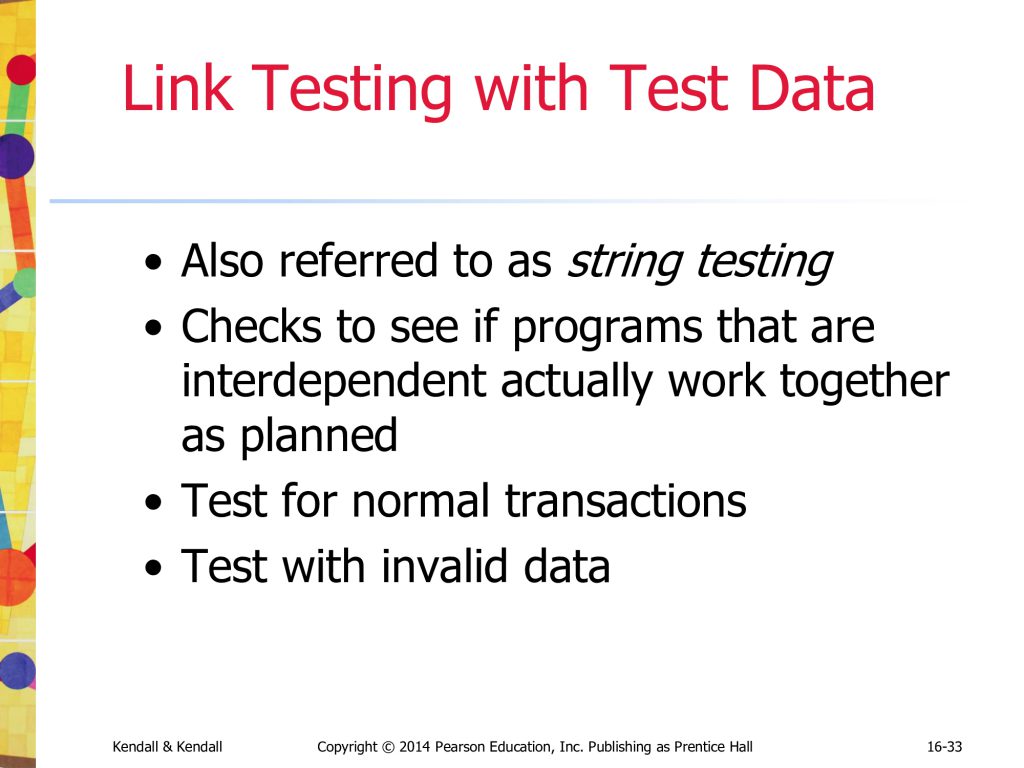 Link Testing with Test Data
• Also referred to as string testing
• Checks to see if programs that are
interdependent actually work together
as planned
• Test for normal transactions
• Test with invalid data
Kendall & Kendall Copyright © 2014 Pearson Education, Inc. Publishing as Prentice Hall 16-33